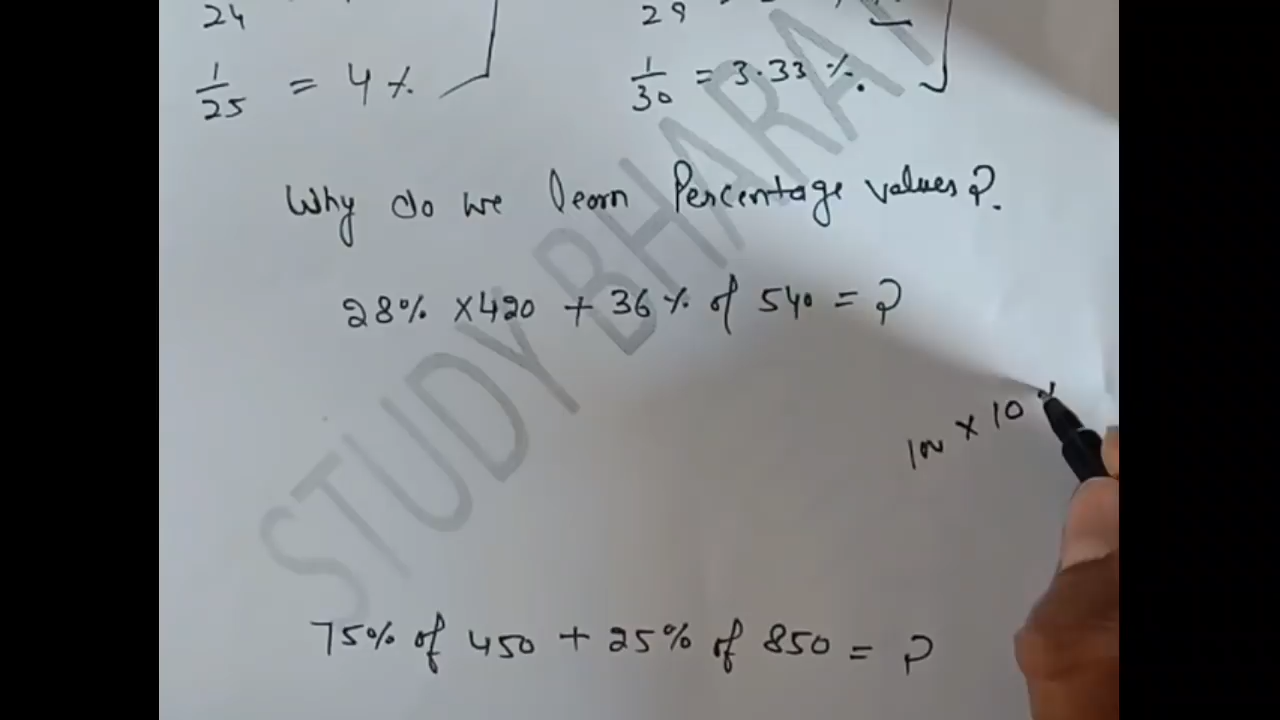 24
29
1/25 = 4%
1/30 = 3.33%.
Why do we learn Percentage values?
28% × 420 + 36% of 540 = ?
100 × 10
75% of 450 + 25% of 850 = ?
STUDY BHARAT